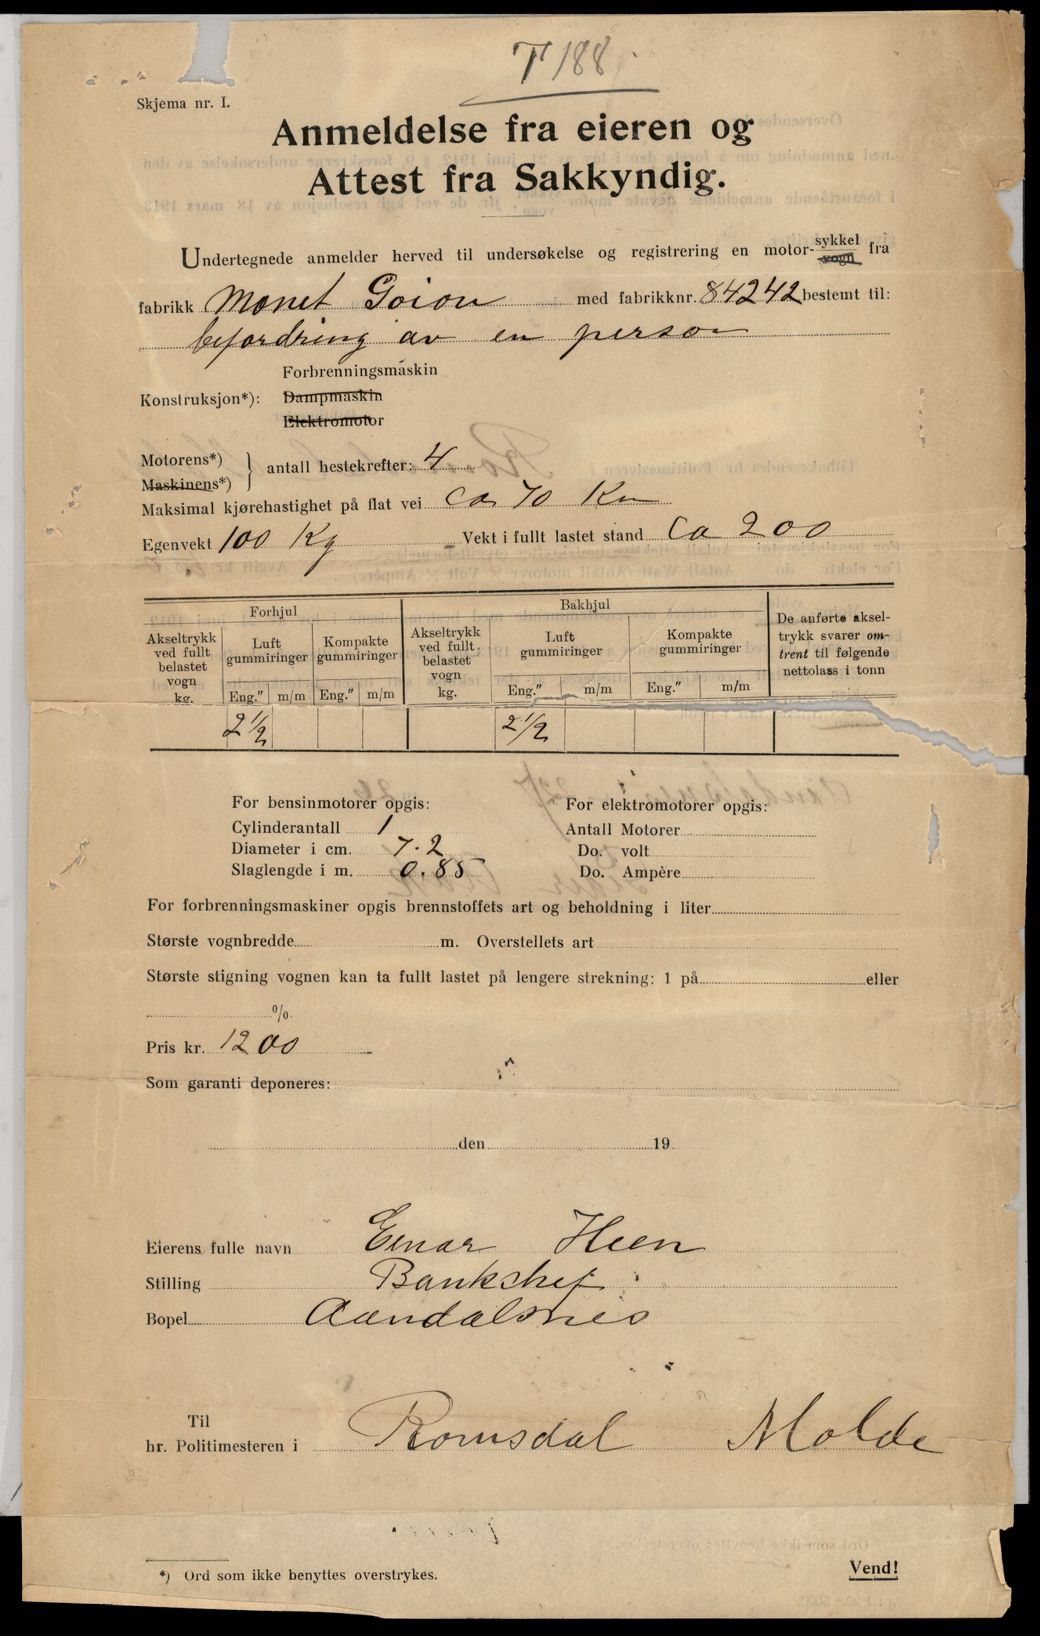 T 188
Skjema nr. I.
Anmeldelse fra eieren og
Attest fra Sakkyndig.
Undertegnede anmelder herved til undersøkelse og registrering en motor-sykkel vogn fra
fabrikk Monet Goion med fabrikknr. 84242 bestemt til:
befordring av en person
Forbrenningsmaskin
Konstruksjon*): Dampmaskin
Elektromotor
Motorens*)
Maskinens*) } antall hestekrefter: 4
Maksimal kjørehastighet på flat vei ca 70 Km
Egenvekt 100 Kg Vekt i fullt lastet stand ca 200
Forhjul Bakhjul
Akseltrykk ved fullt belastet vogn kg. Luft gummiringer Kompakte gummiringer Akseltrykk ved fullt belastet vogn kg. Luft gummiringer Kompakte gummiringer De anførte akseltrykk svarer omtrent til følgende nettolass i tonn
Eng." m/m Eng." m/m Eng." m/m Eng." m/m
2 1/2 2 1/2
For bensinmotorer opgis: For elektromotorer opgis:
Cylinderantall 1 Antall Motorer
Diameter i cm. 7.2 Do. volt
Slaglengde i m. 0.85 Do. Ampère
For forbrenningsmaskiner opgis brennstoffets art og beholdning i liter
Største vognbredde m. Overstellets art
Største stigning vognen kan ta fullt lastet på lengere strekning: 1 på eller
%.
Pris kr. 1200
Som garanti deponeres:
den 19
Eierens fulle navn Einar Heen
Stilling Bankchef
Bopel Aandalsnes
Til
hr. Politimesteren i Romsdal Molde
*) Ord som ikke benyttes overstrykes.
Vend!